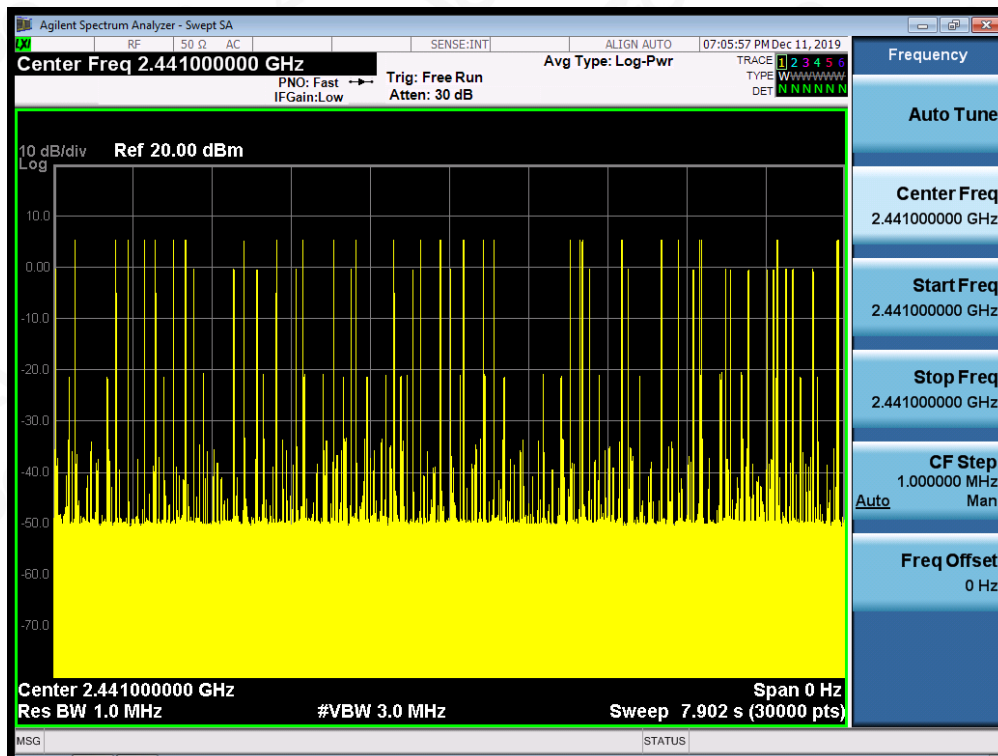 Agilent Spectrum Analyzer - Swept SA
LXI RF 50 Ω AC SENSE:INT ALIGN AUTO 07:05:57 PM Dec 11, 2019
Center Freq 2.441000000 GHz
PNO: Fast
IFGain:Low
Trig: Free Run
Atten: 30 dB
Avg Type: Log-Pwr
TRACE 1 2 3 4 5 6
TYPE WWWWWW
DET N N N N N N
10 dB/div Ref 20.00 dBm
Log
10.0
0.00
-10.0
-20.0
-30.0
-40.0
-50.0
-60.0
-70.0
Center 2.441000000 GHz Span 0 Hz
Res BW 1.0 MHz #VBW 3.0 MHz Sweep 7.902 s (30000 pts)
MSG STATUS
Frequency
Auto Tune
Center Freq
2.441000000 GHz
Start Freq
2.441000000 GHz
Stop Freq
2.441000000 GHz
CF Step
1.000000 MHz
Auto Man
Freq Offset
0 Hz